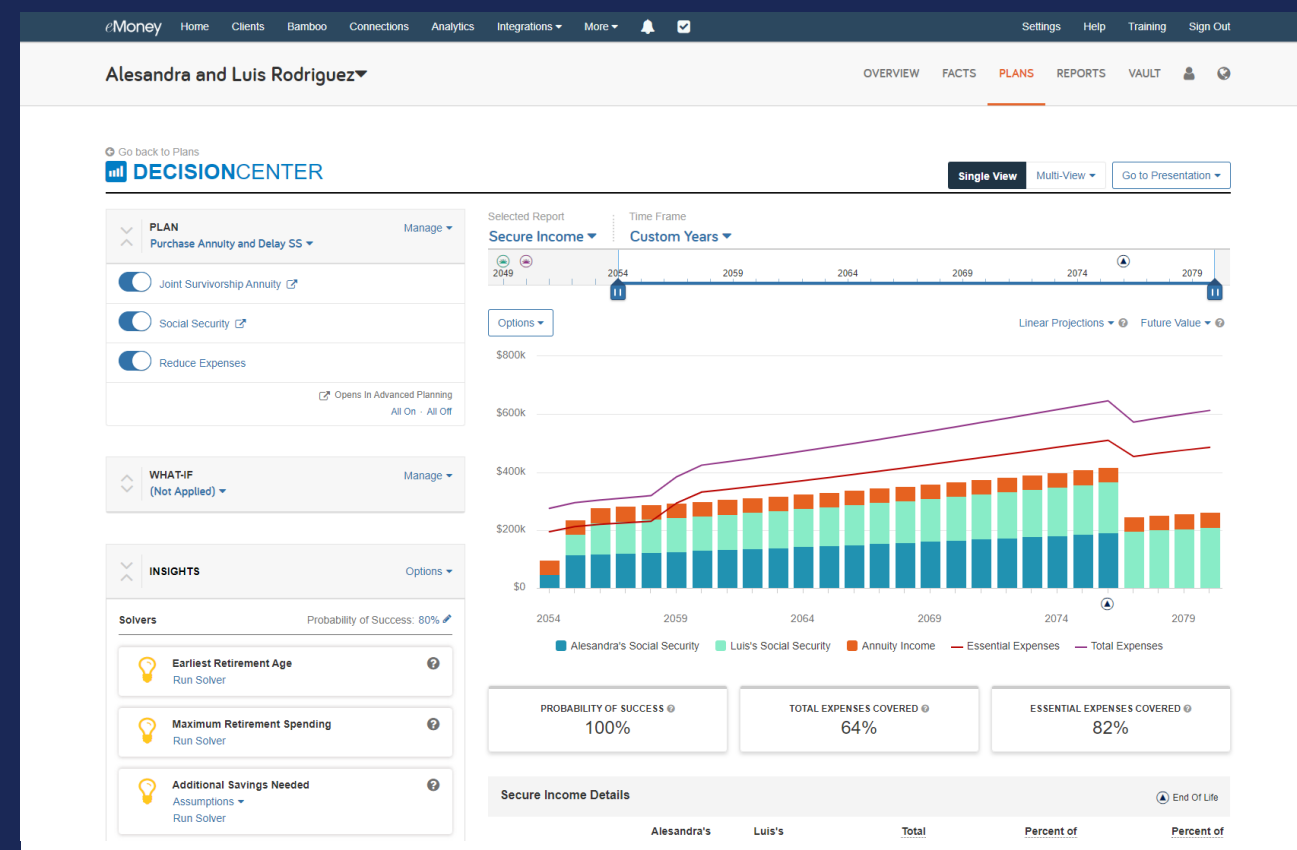 eMoney Home Clients Bamboo Connections Analytics Integrations More Settings Help Training Sign Out
Alesandra and Luis Rodriguez OVERVIEW FACTS PLANS REPORTS VAULT
Go back to Plans
DECISIONCENTER
Single View Multi-View Go to Presentation
PLAN
Purchase Annuity and Delay SS
Manage
Joint Survivorship Annuity
Social Security
Reduce Expenses
Opens In Advanced Planning
All On - All Off
WHAT-IF
(Not Applied)
Manage
INSIGHTS Options
Solvers Probability of Success: 80%
Earliest Retirement Age ?
Run Solver
Maximum Retirement Spending ?
Run Solver
Additional Savings Needed ?
Assumptions
Run Solver
Selected Report Time Frame
Secure Income Custom Years
2049 2054 2059 2064 2069 2074 2079
Options Linear Projections ? Future Value ?
$800k
$600k
$400k
$200k
$0
2054 2059 2064 2069 2074 2079
Alesandra's Social Security Luis's Social Security Annuity Income Essential Expenses Total Expenses
PROBABILITY OF SUCCESS ?
100%
TOTAL EXPENSES COVERED ?
64%
ESSENTIAL EXPENSES COVERED ?
82%
Secure Income Details End Of Life
Alesandra's Luis's Total Percent of Percent of